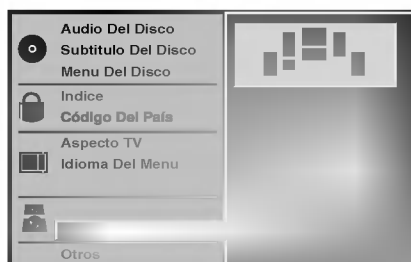 Audio Del Disco
Subtitulo Del Disco
Menu Del Disco
Indice
Código Del País
Aspecto TV
Idioma Del Menu
Otros